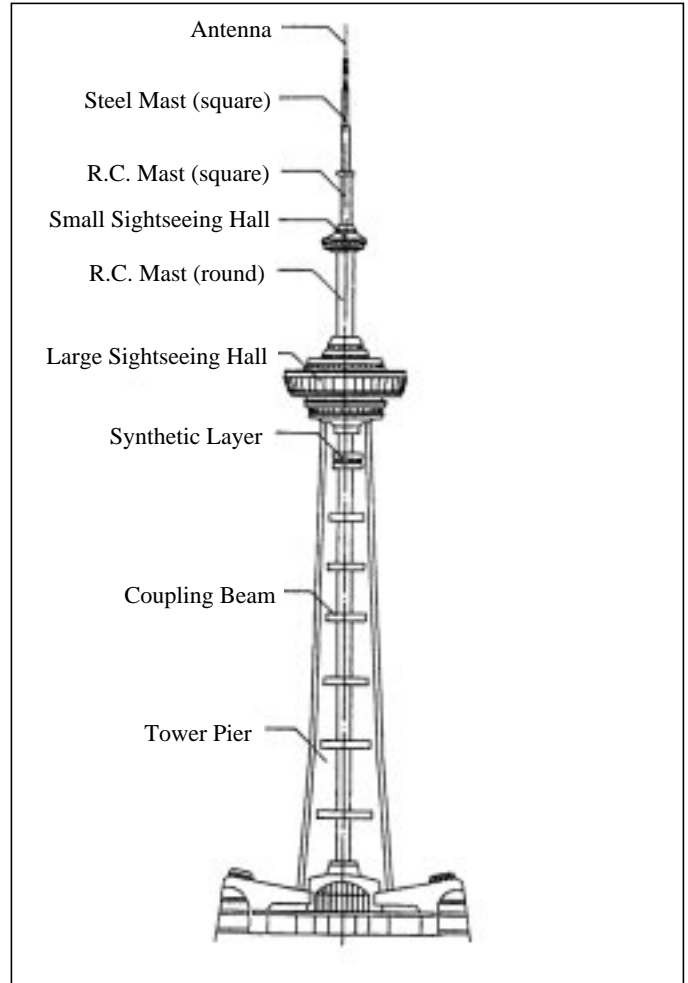 Antenna
Steel Mast (square)
R.C. Mast (square)
Small Sightseeing Hall
R.C. Mast (round)
Large Sightseeing Hall
Synthetic Layer
Coupling Beam
Tower Pier